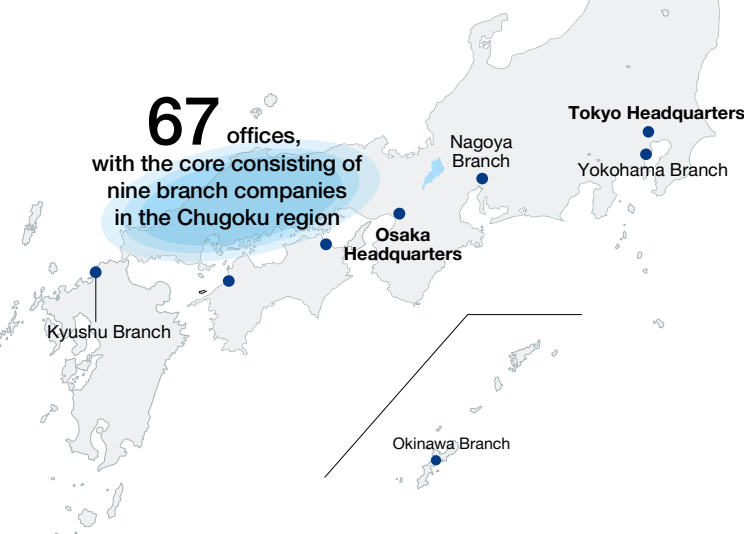 67 offices,
with the core consisting of
nine branch companies
in the Chugoku region
Tokyo Headquarters
Yokohama Branch
Nagoya
Branch
Osaka
Headquarters
Kyushu Branch
Okinawa Branch